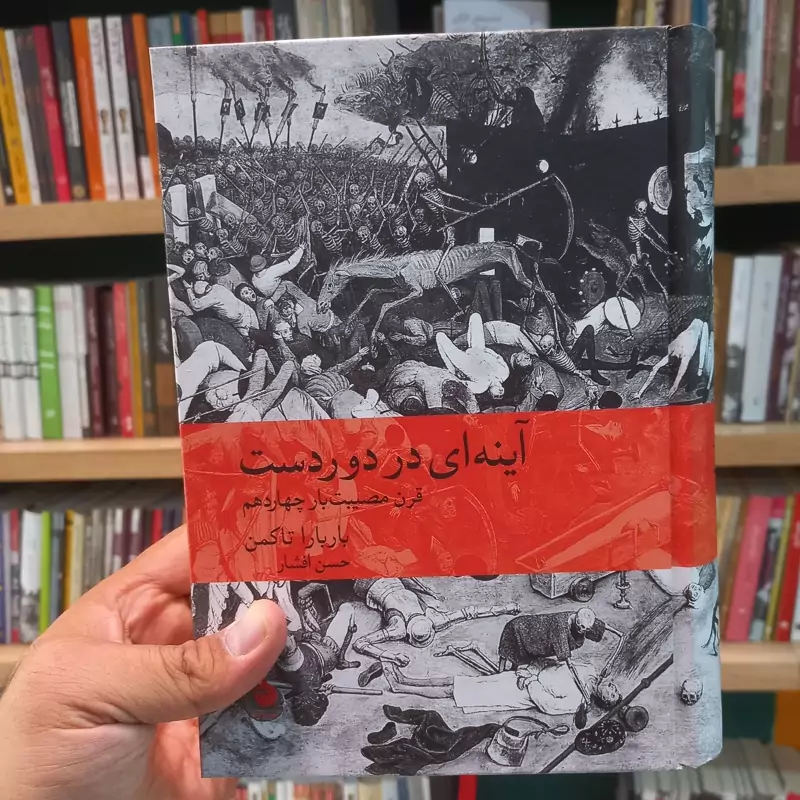 آینه‌ای در دوردست
قرن مصیبت‌بار چهاردهم
باربارا تاکمن
حسن افشار